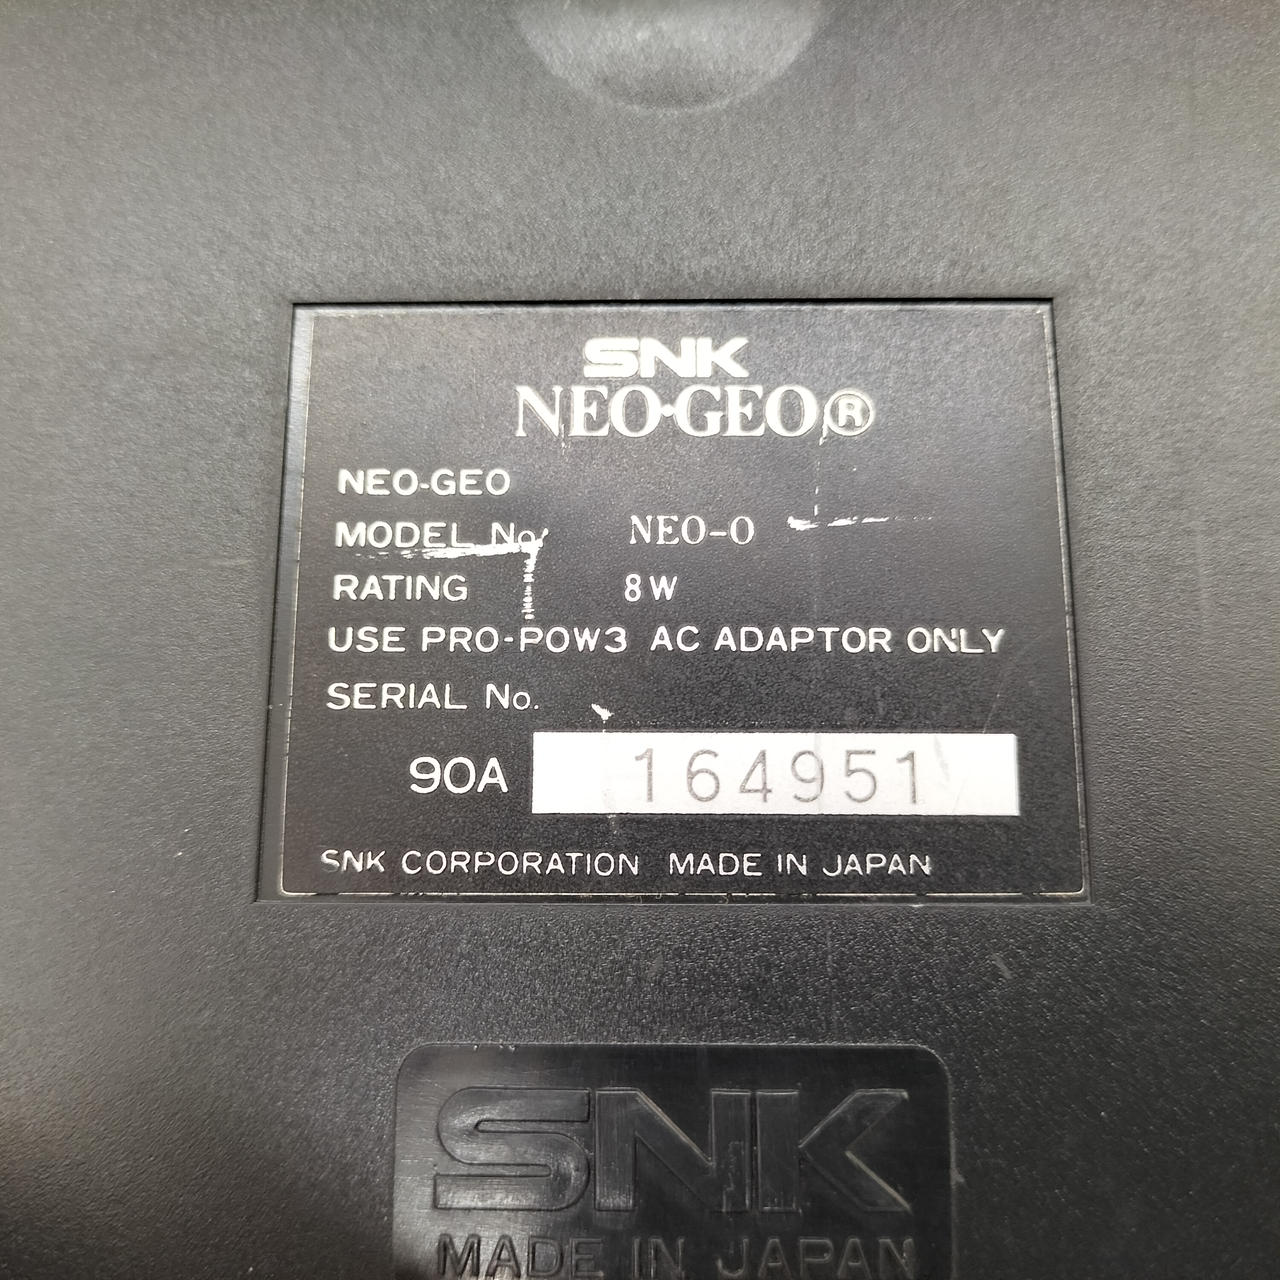 SNK
NEO·GEO®
NEO-GEO
MODEL No. NEO-0
RATING 8W
USE PRO-POW3 AC ADAPTOR ONLY
SERIAL No.
90A 164951
SNK CORPORATION MADE IN JAPAN
SNK
MADE IN JAPAN